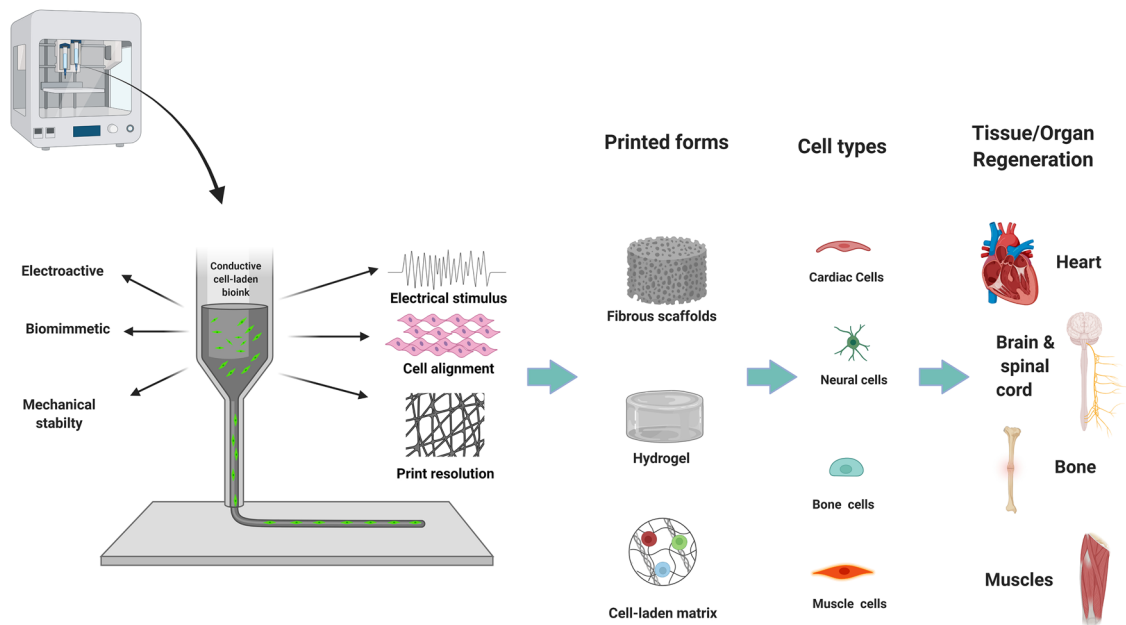 Printed forms
Cell types
Tissue/Organ
Regeneration
Conductive
cell-laden
bioink
Electroactive
Biomimmetic
Mechanical
stabilty
Electrical stimulus
Cell alignment
Print resolution
Fibrous scaffolds
Hydrogel
Cell-laden matrix
Cardiac Cells
Neural cells
Bone cells
Muscle cells
Heart
Brain &
spinal
cord
Bone
Muscles